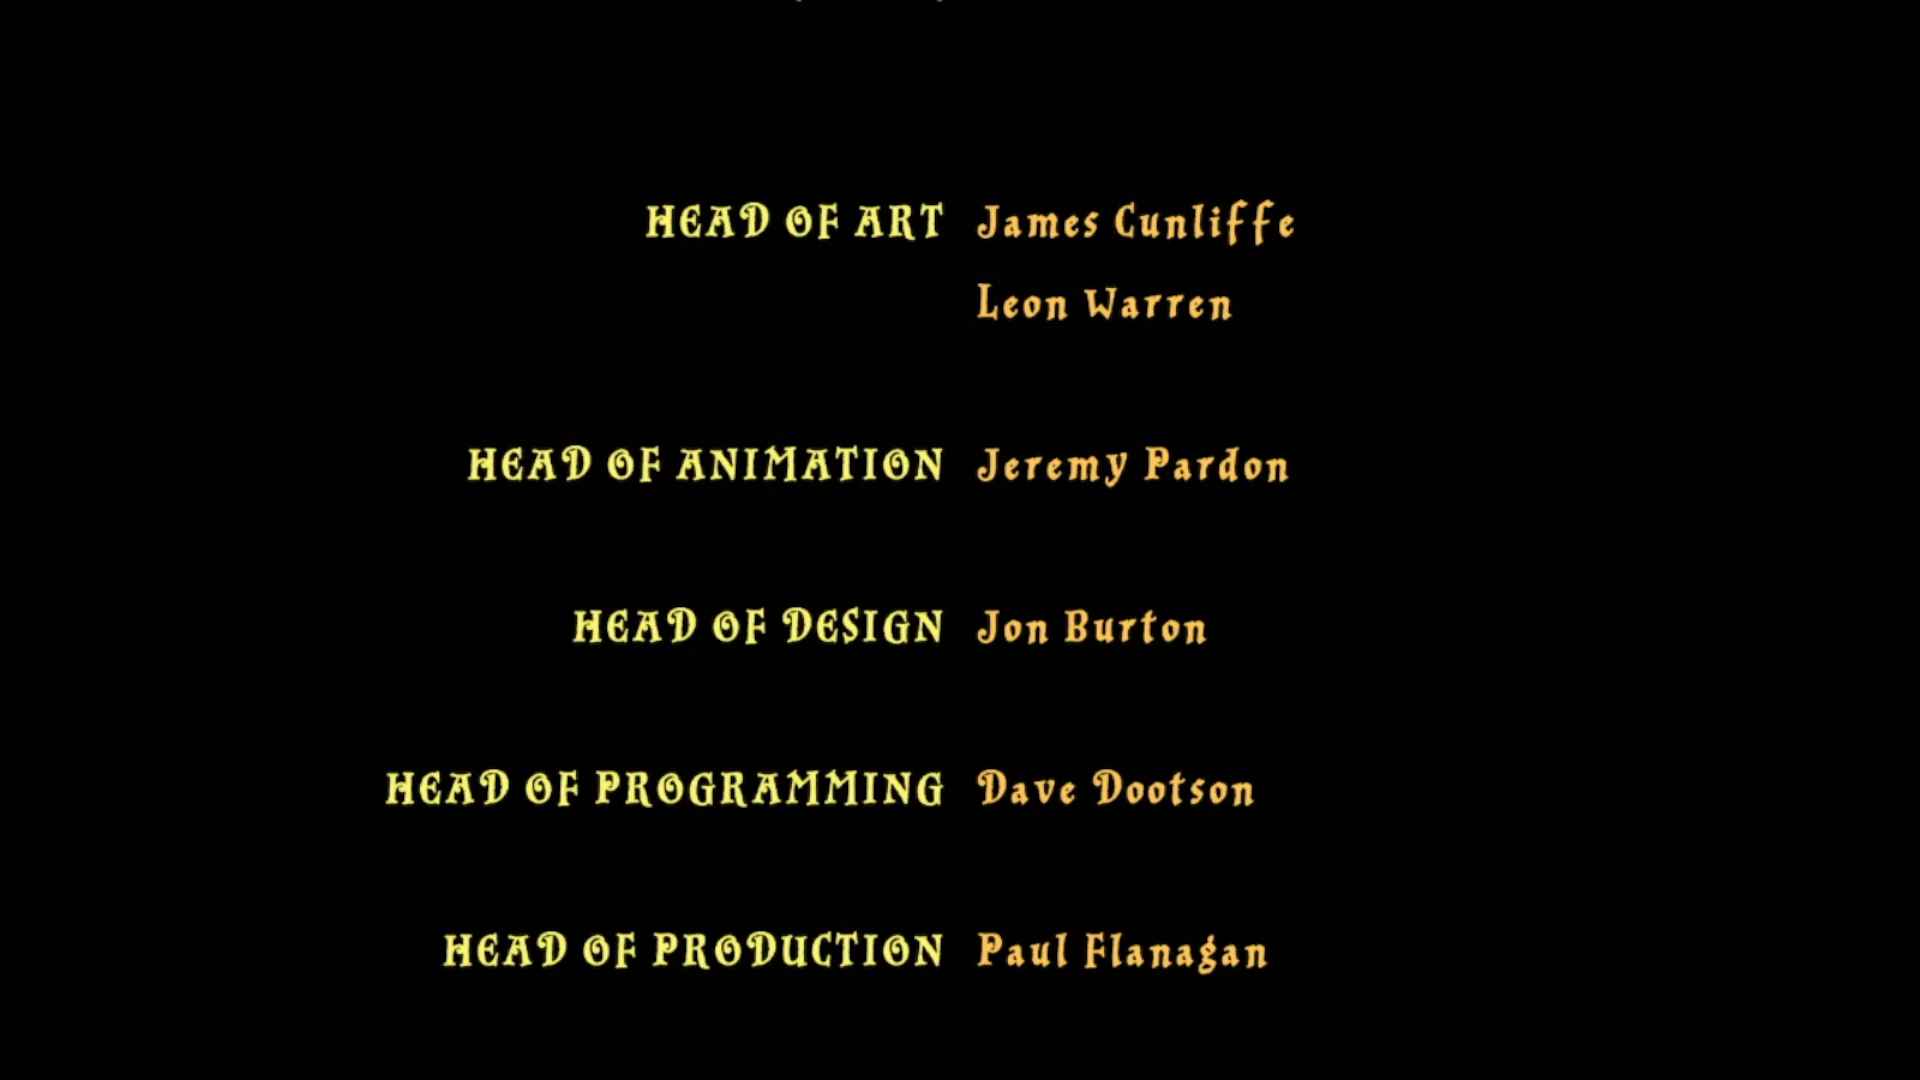 HEAD OF ART James Cunliffe
Leon Warren
HEAD OF ANIMATION Jeremy Pardon
HEAD OF DESIGN Jon Burton
HEAD OF PROGRAMMING Dave Dootson
HEAD OF PRODUCTION Paul Flanagan